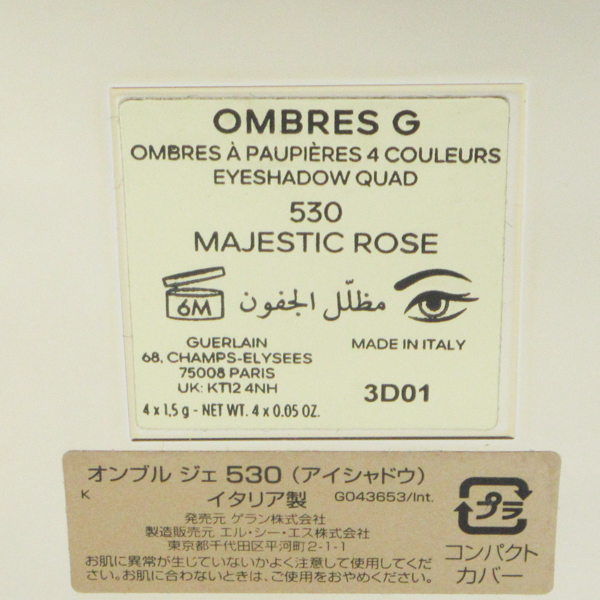 OMBRES G
OMBRES À PAUPIÈRES 4 COULEURS
EYESHADOW QUAD
530
MAJESTIC ROSE
6M
مظلّل الجفون
GUERLAIN
68, CHAMPS-ELYSEES
75008 PARIS
UK: KT12 4NH
MADE IN ITALY
3D01
4 x 1,5 g - NET WT. 4 x 0.05 OZ.
オンブル ジェ 530 (アイシャドウ)
K
イタリア製
G043653/Int.
発売元 ゲラン株式会社
製造販売元 エル・シー・エス株式会社
東京都千代田区平河町2-1-1
お肌に異常が生じていないかよく注意して使用してくだ
さい。お肌に合わないときは、ご使用をおやめください。
プラ
コンパクト
カバー